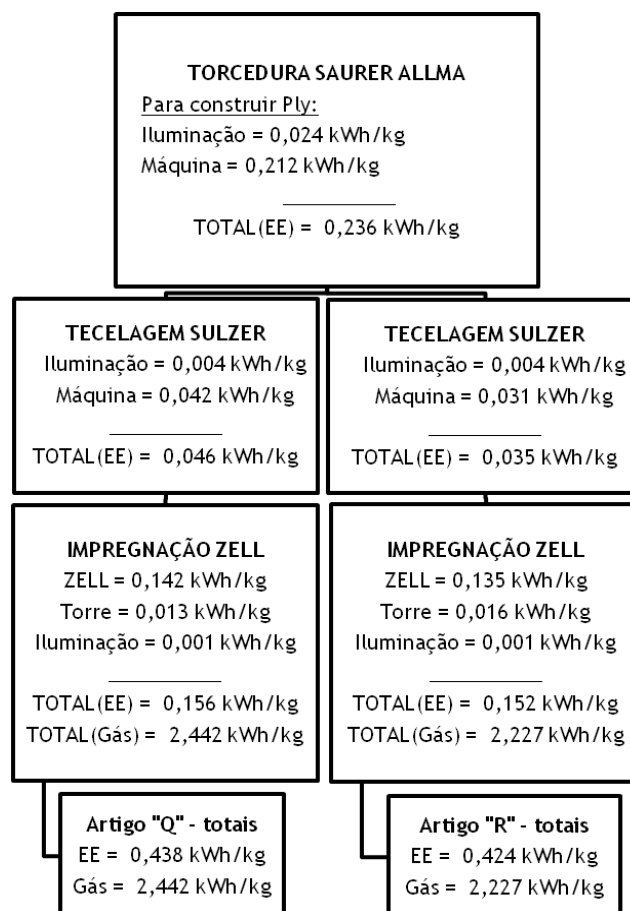 TORCEDURA SAURER ALLMA
Para construir Ply:
Iluminação = 0,024 kWh/kg
Máquina = 0,212 kWh/kg
TOTAL(EE) = 0,236 kWh/kg
TECELAGEM SULZER
Iluminação = 0,004 kWh/kg
Máquina = 0,042 kWh/kg
TOTAL(EE) = 0,046 kWh/kg
TECELAGEM SULZER
Iluminação = 0,004 kWh/kg
Máquina = 0,031 kWh/kg
TOTAL(EE) = 0,035 kWh/kg
IMPREGNAÇÃO ZELL
ZELL = 0,142 kWh/kg
Torre = 0,013 kWh/kg
Iluminação = 0,001 kWh/kg
TOTAL(EE) = 0,156 kWh/kg
TOTAL(Gás) = 2,442 kWh/kg
IMPREGNAÇÃO ZELL
ZELL = 0,135 kWh/kg
Torre = 0,016 kWh/kg
Iluminação = 0,001 kWh/kg
TOTAL(EE) = 0,152 kWh/kg
TOTAL(Gás) = 2,227 kWh/kg
Artigo "Q" - totais
EE = 0,438 kWh/kg
Gás = 2,442 kWh/kg
Artigo "R" - totais
EE = 0,424 kWh/kg
Gás = 2,227 kWh/kg